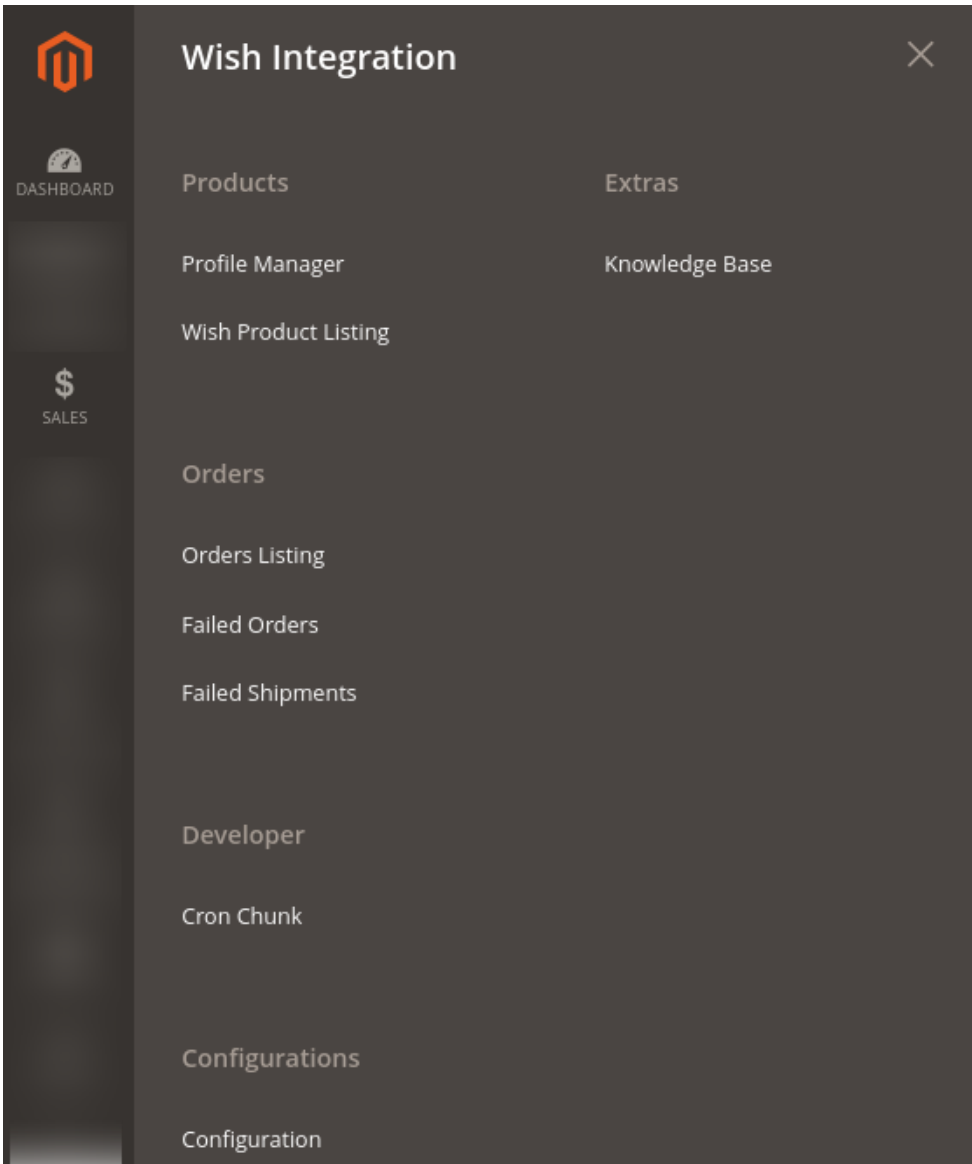 Wish Integration
DASHBOARD
SALES
Products
Profile Manager
Wish Product Listing
Orders
Orders Listing
Failed Orders
Failed Shipments
Developer
Cron Chunk
Configurations
Configuration
Extras
Knowledge Base